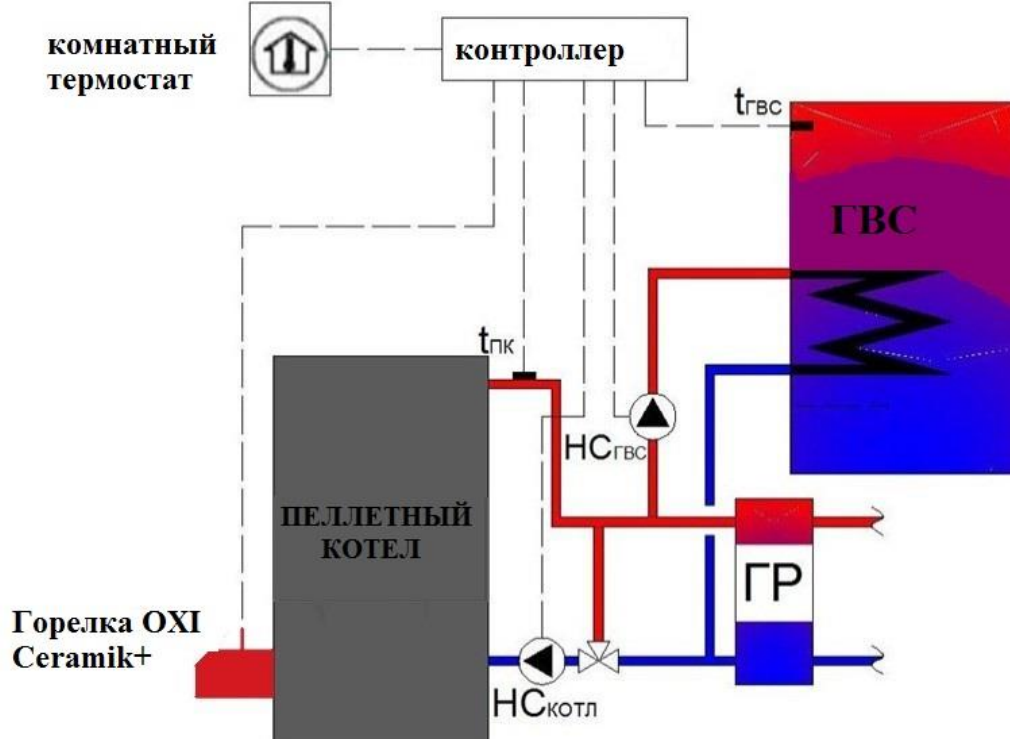 комнатный
термостат
контроллер
tГВС
ГВС
tПК
НСГВС
ПЕЛЛЕТНЫЙ
КОТЕЛ
ГР
Горелка OXI
Ceramik+
НСКОТЛ